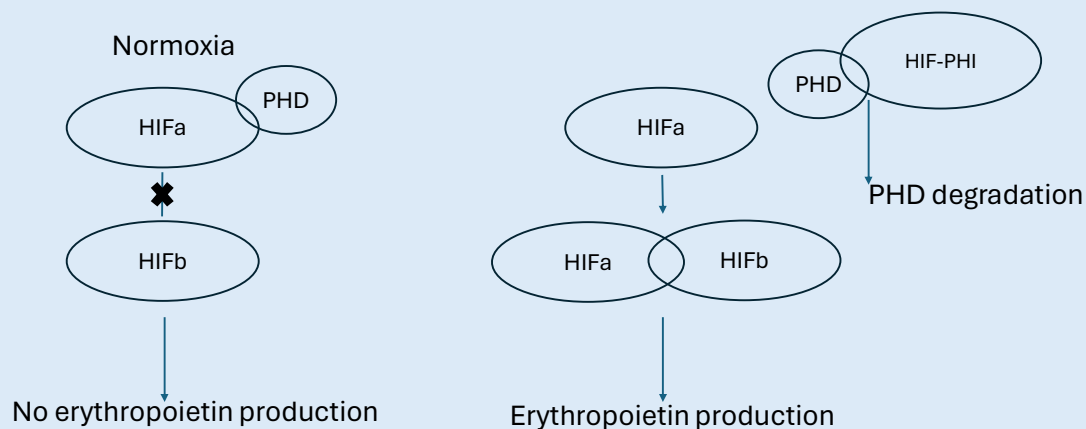 Normoxia
PHD
HIFa
HIFb
No erythropoietin production
HIF-PHI
PHD
HIFa
PHD degradation
HIFa
HIFb
Erythropoietin production